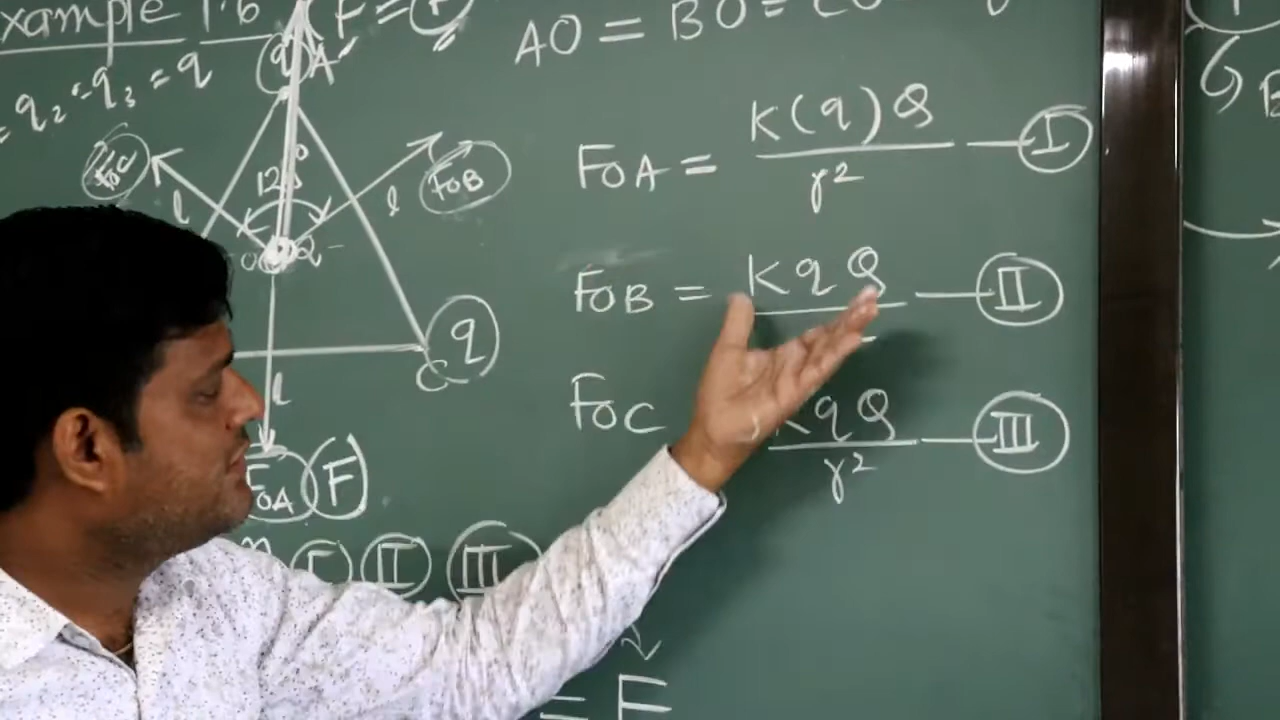 xample 1.6
F =
AO = BO = CO
= q₂ = q₃ = q
q A
K(q)Q
FOA = ――― I
r²
FOC
120
FOB
l
l
O Q
KqQ
FOB = ――― II
q
C
l
KqQ
FOC ――― III
r²
FOA F
I II III
= F